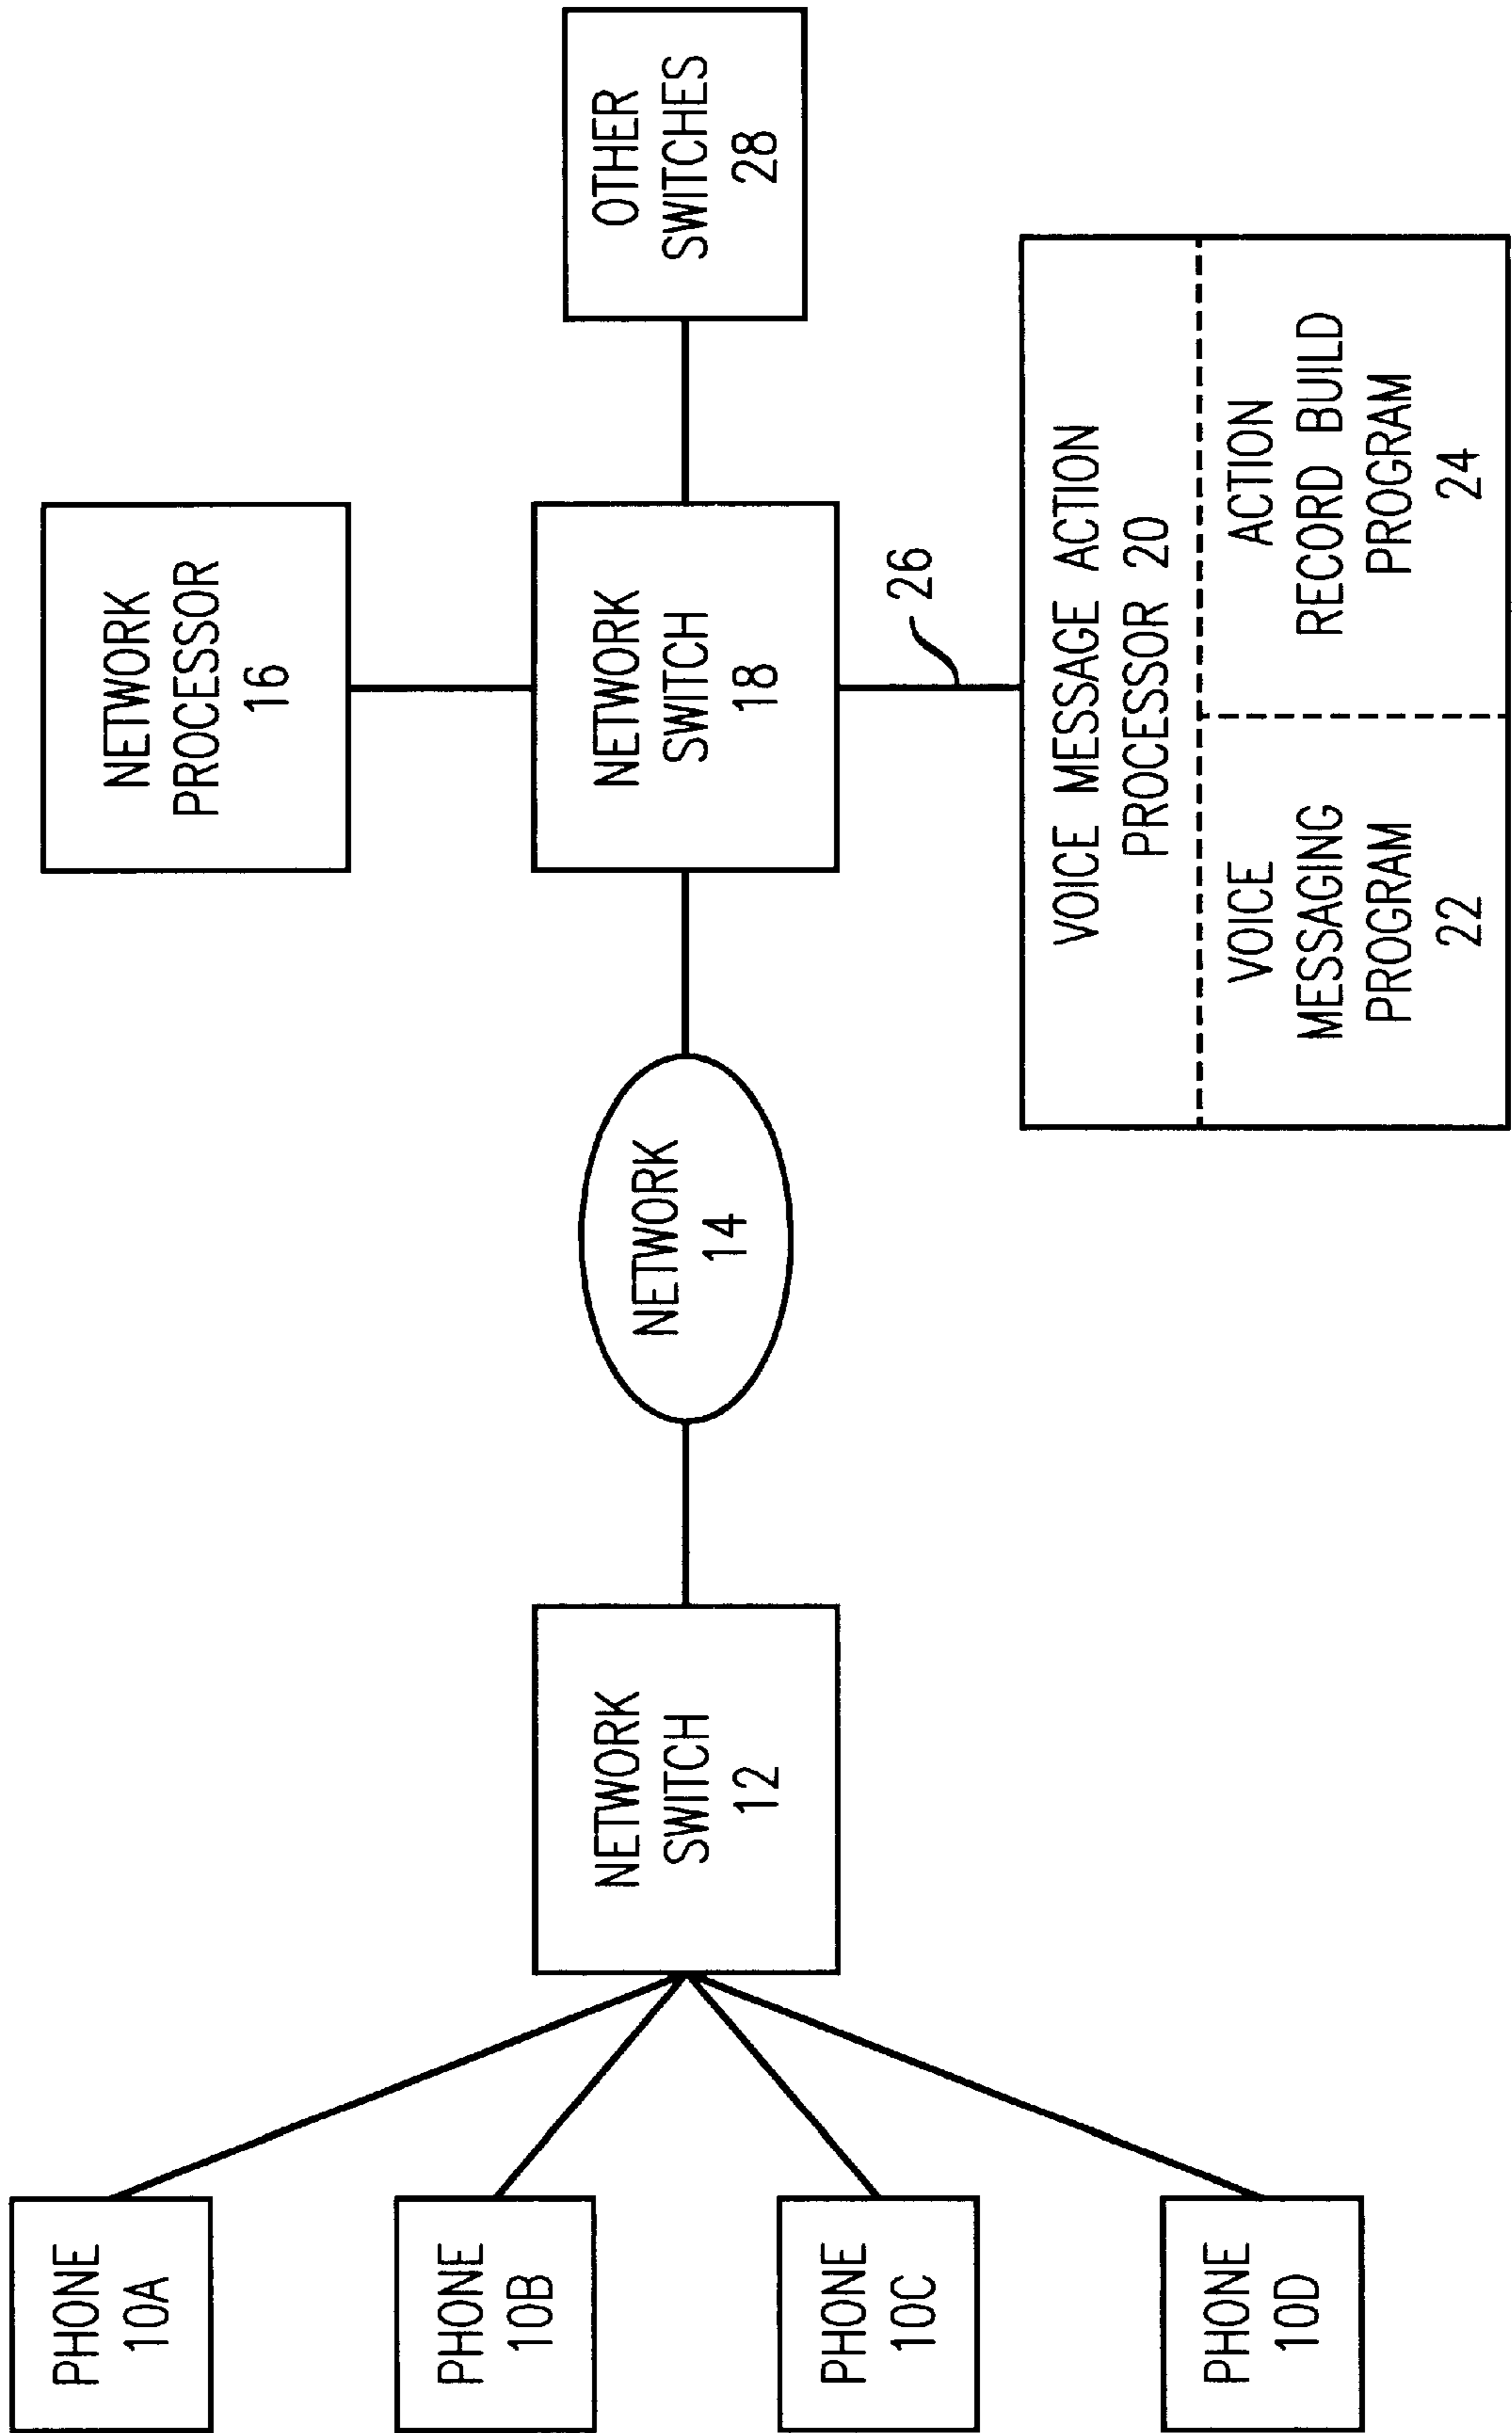 PHONE
10A
PHONE
10B
PHONE
10C
PHONE
10D
NETWORK
SWITCH
12
NETWORK
14
NETWORK
PROCESSOR
16
NETWORK
SWITCH
18
OTHER
SWITCHES
28
26
VOICE MESSAGE ACTION
PROCESSOR 20
VOICE
MESSAGING
PROGRAM
22
ACTION
RECORD BUILD
PROGRAM
24